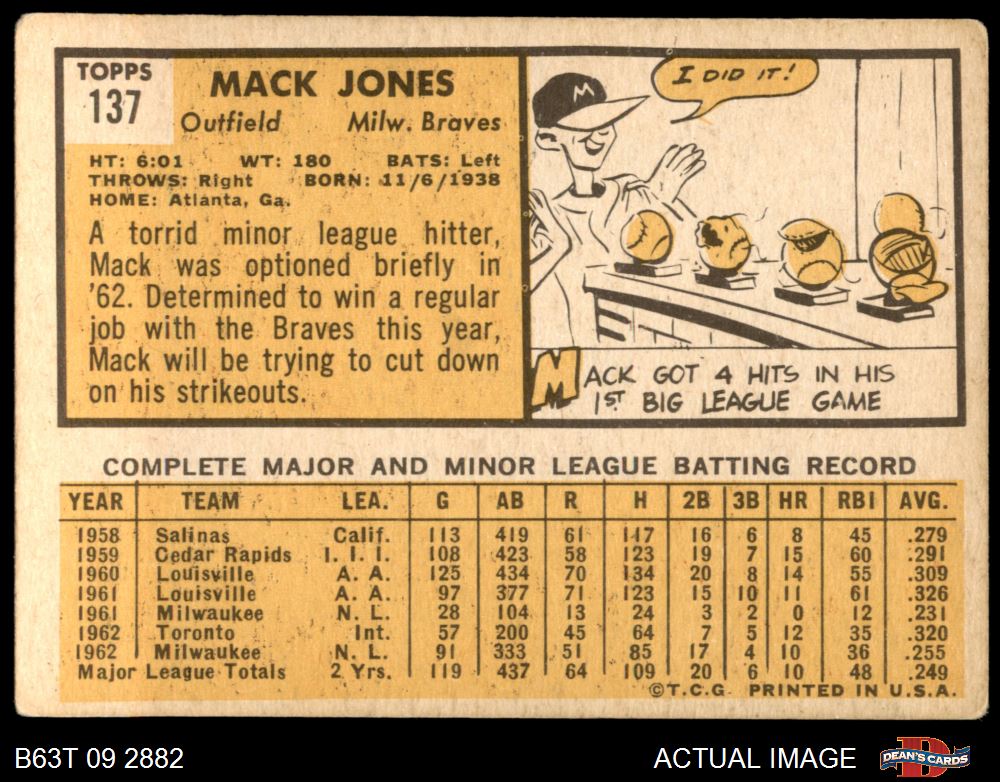 TOPPS
137
MACK JONES
Outfield Milw. Braves
HT: 6:01 WT: 180 BATS: Left
THROWS: Right BORN: 11/6/1938
HOME: Atlanta, Ga.
A torrid minor league hitter,
Mack was optioned briefly in
'62. Determined to win a regular
job with the Braves this year,
Mack will be trying to cut down
on his strikeouts.
I DID IT!
M
MACK GOT 4 HITS IN HIS
1ST BIG LEAGUE GAME
COMPLETE MAJOR AND MINOR LEAGUE BATTING RECORD
YEAR TEAM LEA. G AB R H 2B 3B HR RBI AVG.
1958 Salinas Calif. 113 419 61 117 16 6 8 45 .279
1959 Cedar Rapids I. I. I. 108 423 58 123 19 7 15 60 .291
1960 Louisville A. A. 125 434 70 134 20 8 14 55 .309
1961 Louisville A. A. 97 377 71 123 15 10 11 61 .326
1961 Milwaukee N. L. 28 104 13 24 3 2 0 12 .231
1962 Toronto Int. 57 200 45 64 7 5 12 35 .320
1962 Milwaukee N. L. 91 333 51 85 17 4 10 36 .255
Major League Totals 2 Yrs. 119 437 64 109 20 6 10 48 .249
©T.C.G. PRINTED IN U.S.A.
B63T 09 2882
ACTUAL IMAGE
DEAN'S CARDS